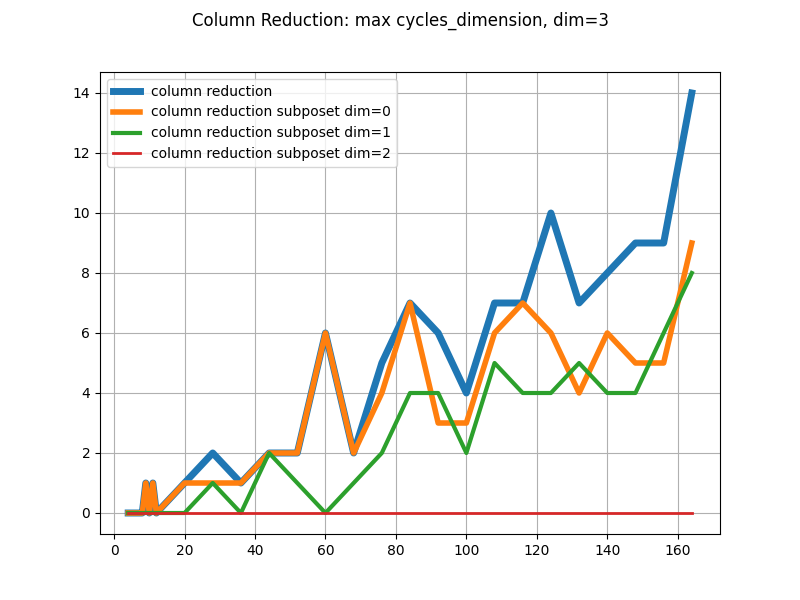 Column Reduction: max cycles_dimension, dim=3
column reduction
column reduction subposet dim=0
column reduction subposet dim=1
column reduction subposet dim=2
14
12
10
8
6
4
2
0
0 20 40 60 80 100 120 140 160